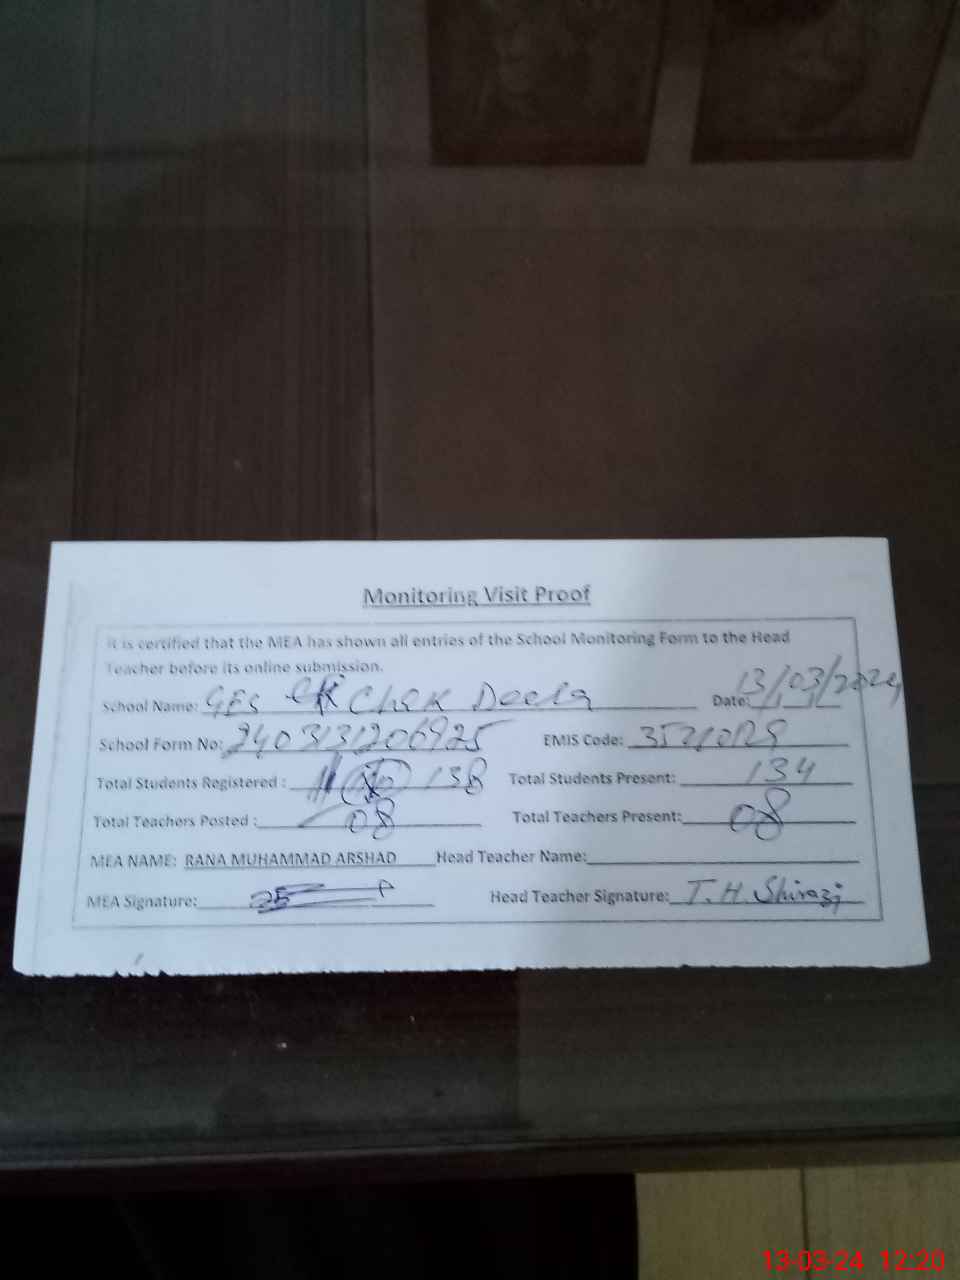 Monitoring Visit Proof
It is certified that the MEA has shown all entries of the School Monitoring Form to the Head
Teacher before its online submission.
School Name: GES Chak Deela Date: 13/03/2024
School Form No: 2403131206925 EMIS Code:
Total Students Registered : 138 Total Students Present: 134
Total Teachers Posted : 08 Total Teachers Present: 08
MEA NAME: RANA MUHAMMAD ARSHAD Head Teacher Name:
MEA Signature: Head Teacher Signature: T.H. Shirazi
13-03-24 12:20